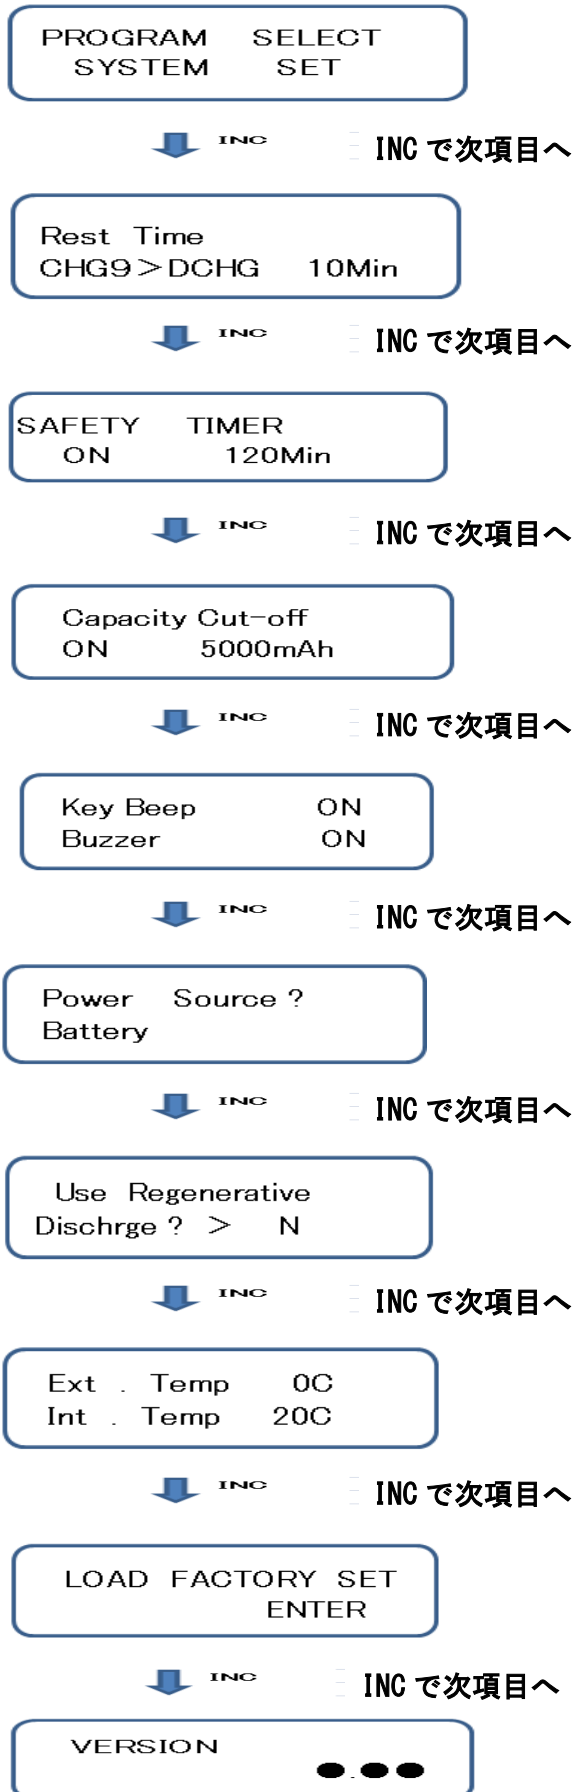 PROGRAM SELECT
SYSTEM SET
INC INC で次項目へ
Rest Time
CHG9>DCHG 10Min
INC INC で次項目へ
SAFETY TIMER
ON 120Min
INC INC で次項目へ
Capacity Cut-off
ON 5000mAh
INC INC で次項目へ
Key Beep ON
Buzzer ON
INC INC で次項目へ
Power Source ?
Battery
INC INC で次項目へ
Use Regenerative
Dischrge ? > N
INC INC で次項目へ
Ext . Temp 0C
Int . Temp 20C
INC INC で次項目へ
LOAD FACTORY SET
ENTER
INC INC で次項目へ
VERSION
●.●●